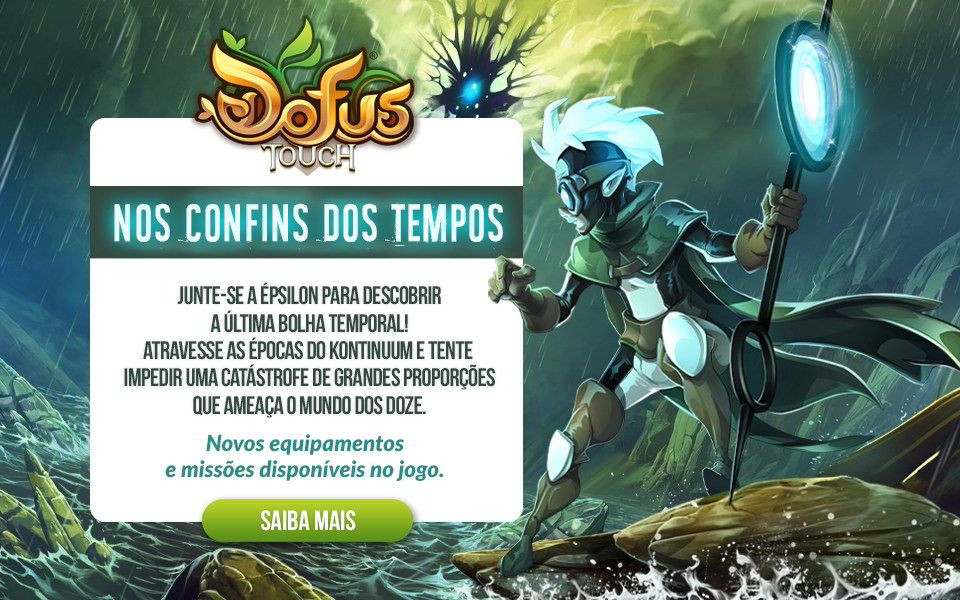 Dofus®
TOUCH
NOS CONFINS DOS TEMPOS
JUNTE-SE A ÉPSILON PARA DESCOBRIR
A ÚLTIMA BOLHA TEMPORAL!
ATRAVESSE AS ÉPOCAS DO KONTINUUM E TENTE
IMPEDIR UMA CATÁSTROFE DE GRANDES PROPORÇÕES
QUE AMEAÇA O MUNDO DOS DOZE.
Novos equipamentos
e missões disponíveis no jogo.
SAIBA MAIS